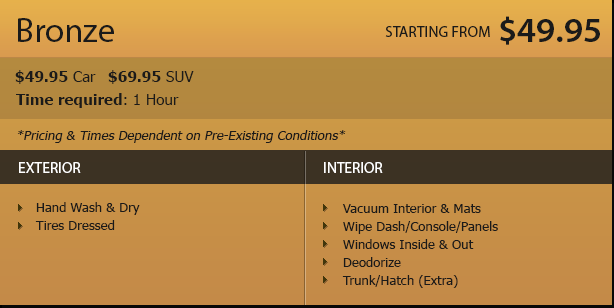 Bronze STARTING FROM $49.95
$49.95 Car $69.95 SUV
Time required: 1 Hour
*Pricing & Times Dependent on Pre-Existing Conditions*
EXTERIOR
Hand Wash & Dry
Tires Dressed
INTERIOR
Vacuum Interior & Mats
Wipe Dash/Console/Panels
Windows Inside & Out
Deodorize
Trunk/Hatch (Extra)